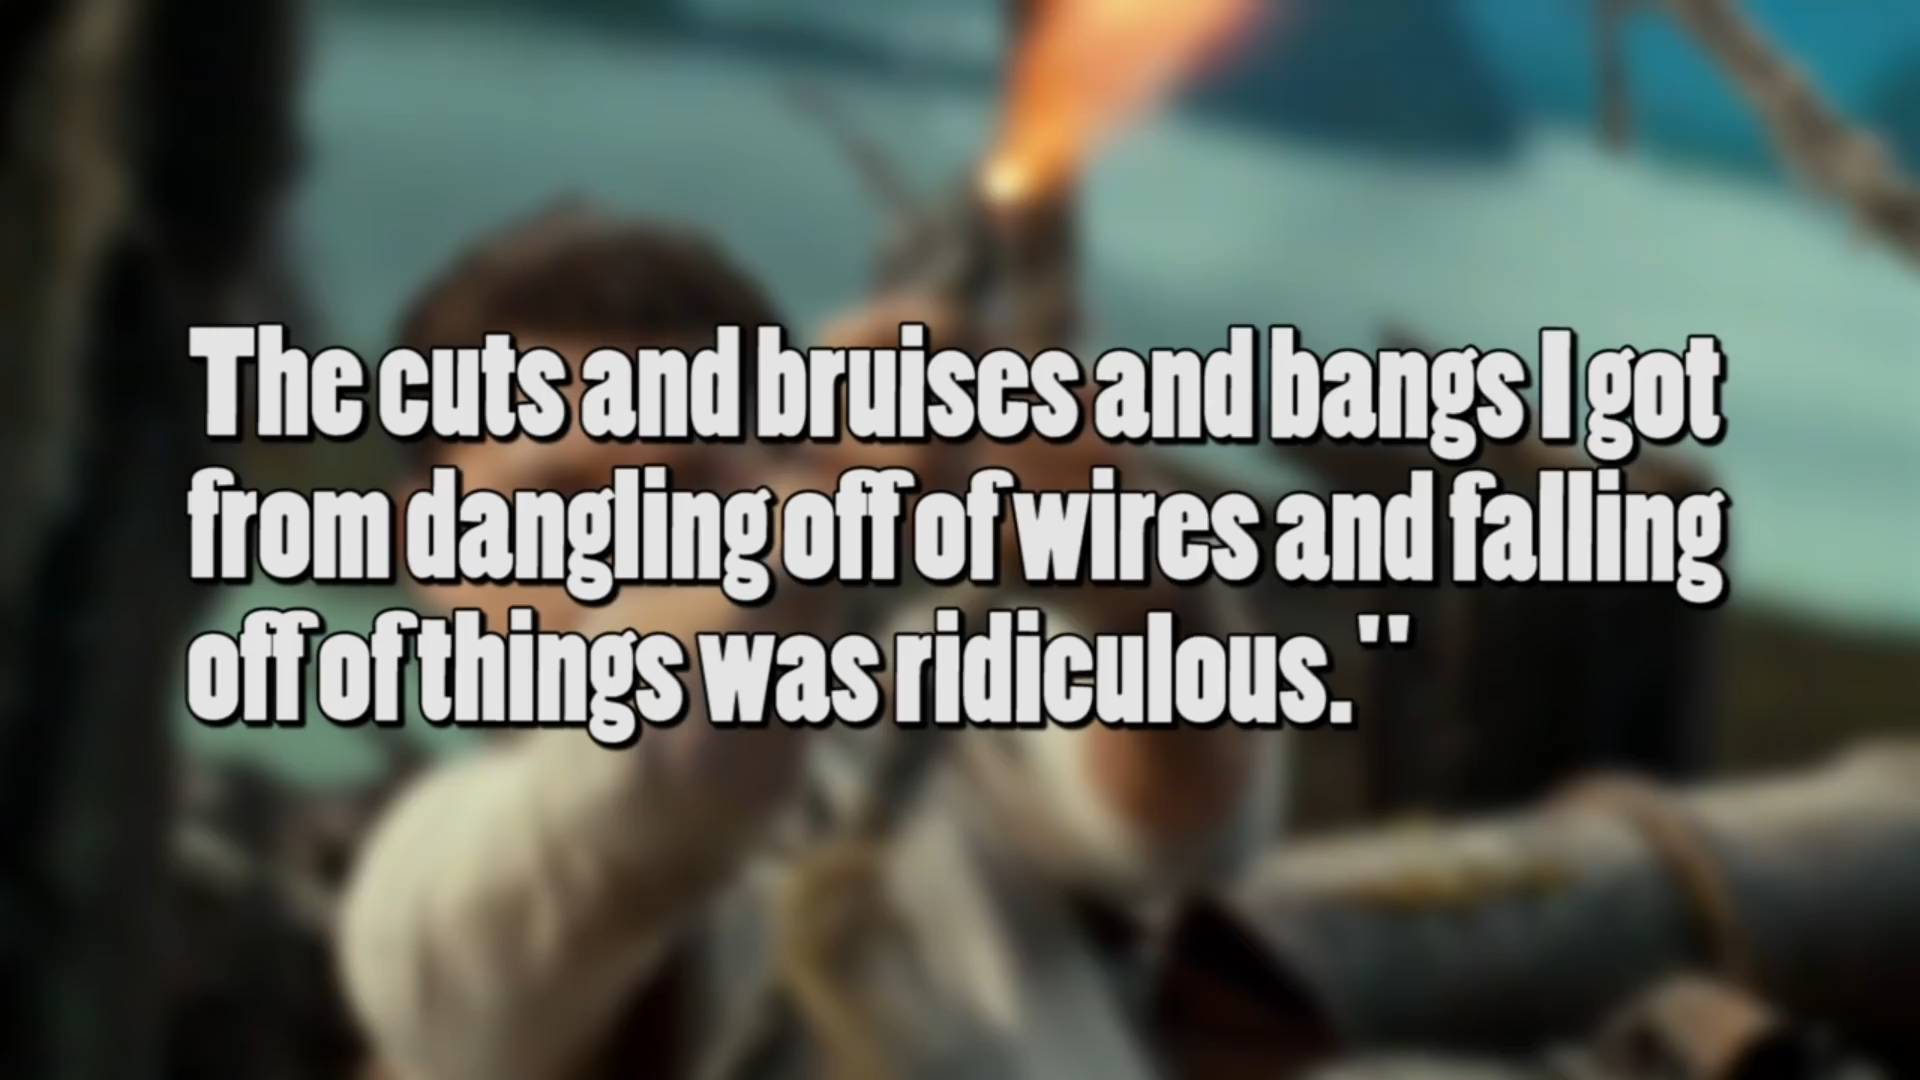 The cuts and bruises and bangs I got
from dangling off of wires and falling
off of things was ridiculous."